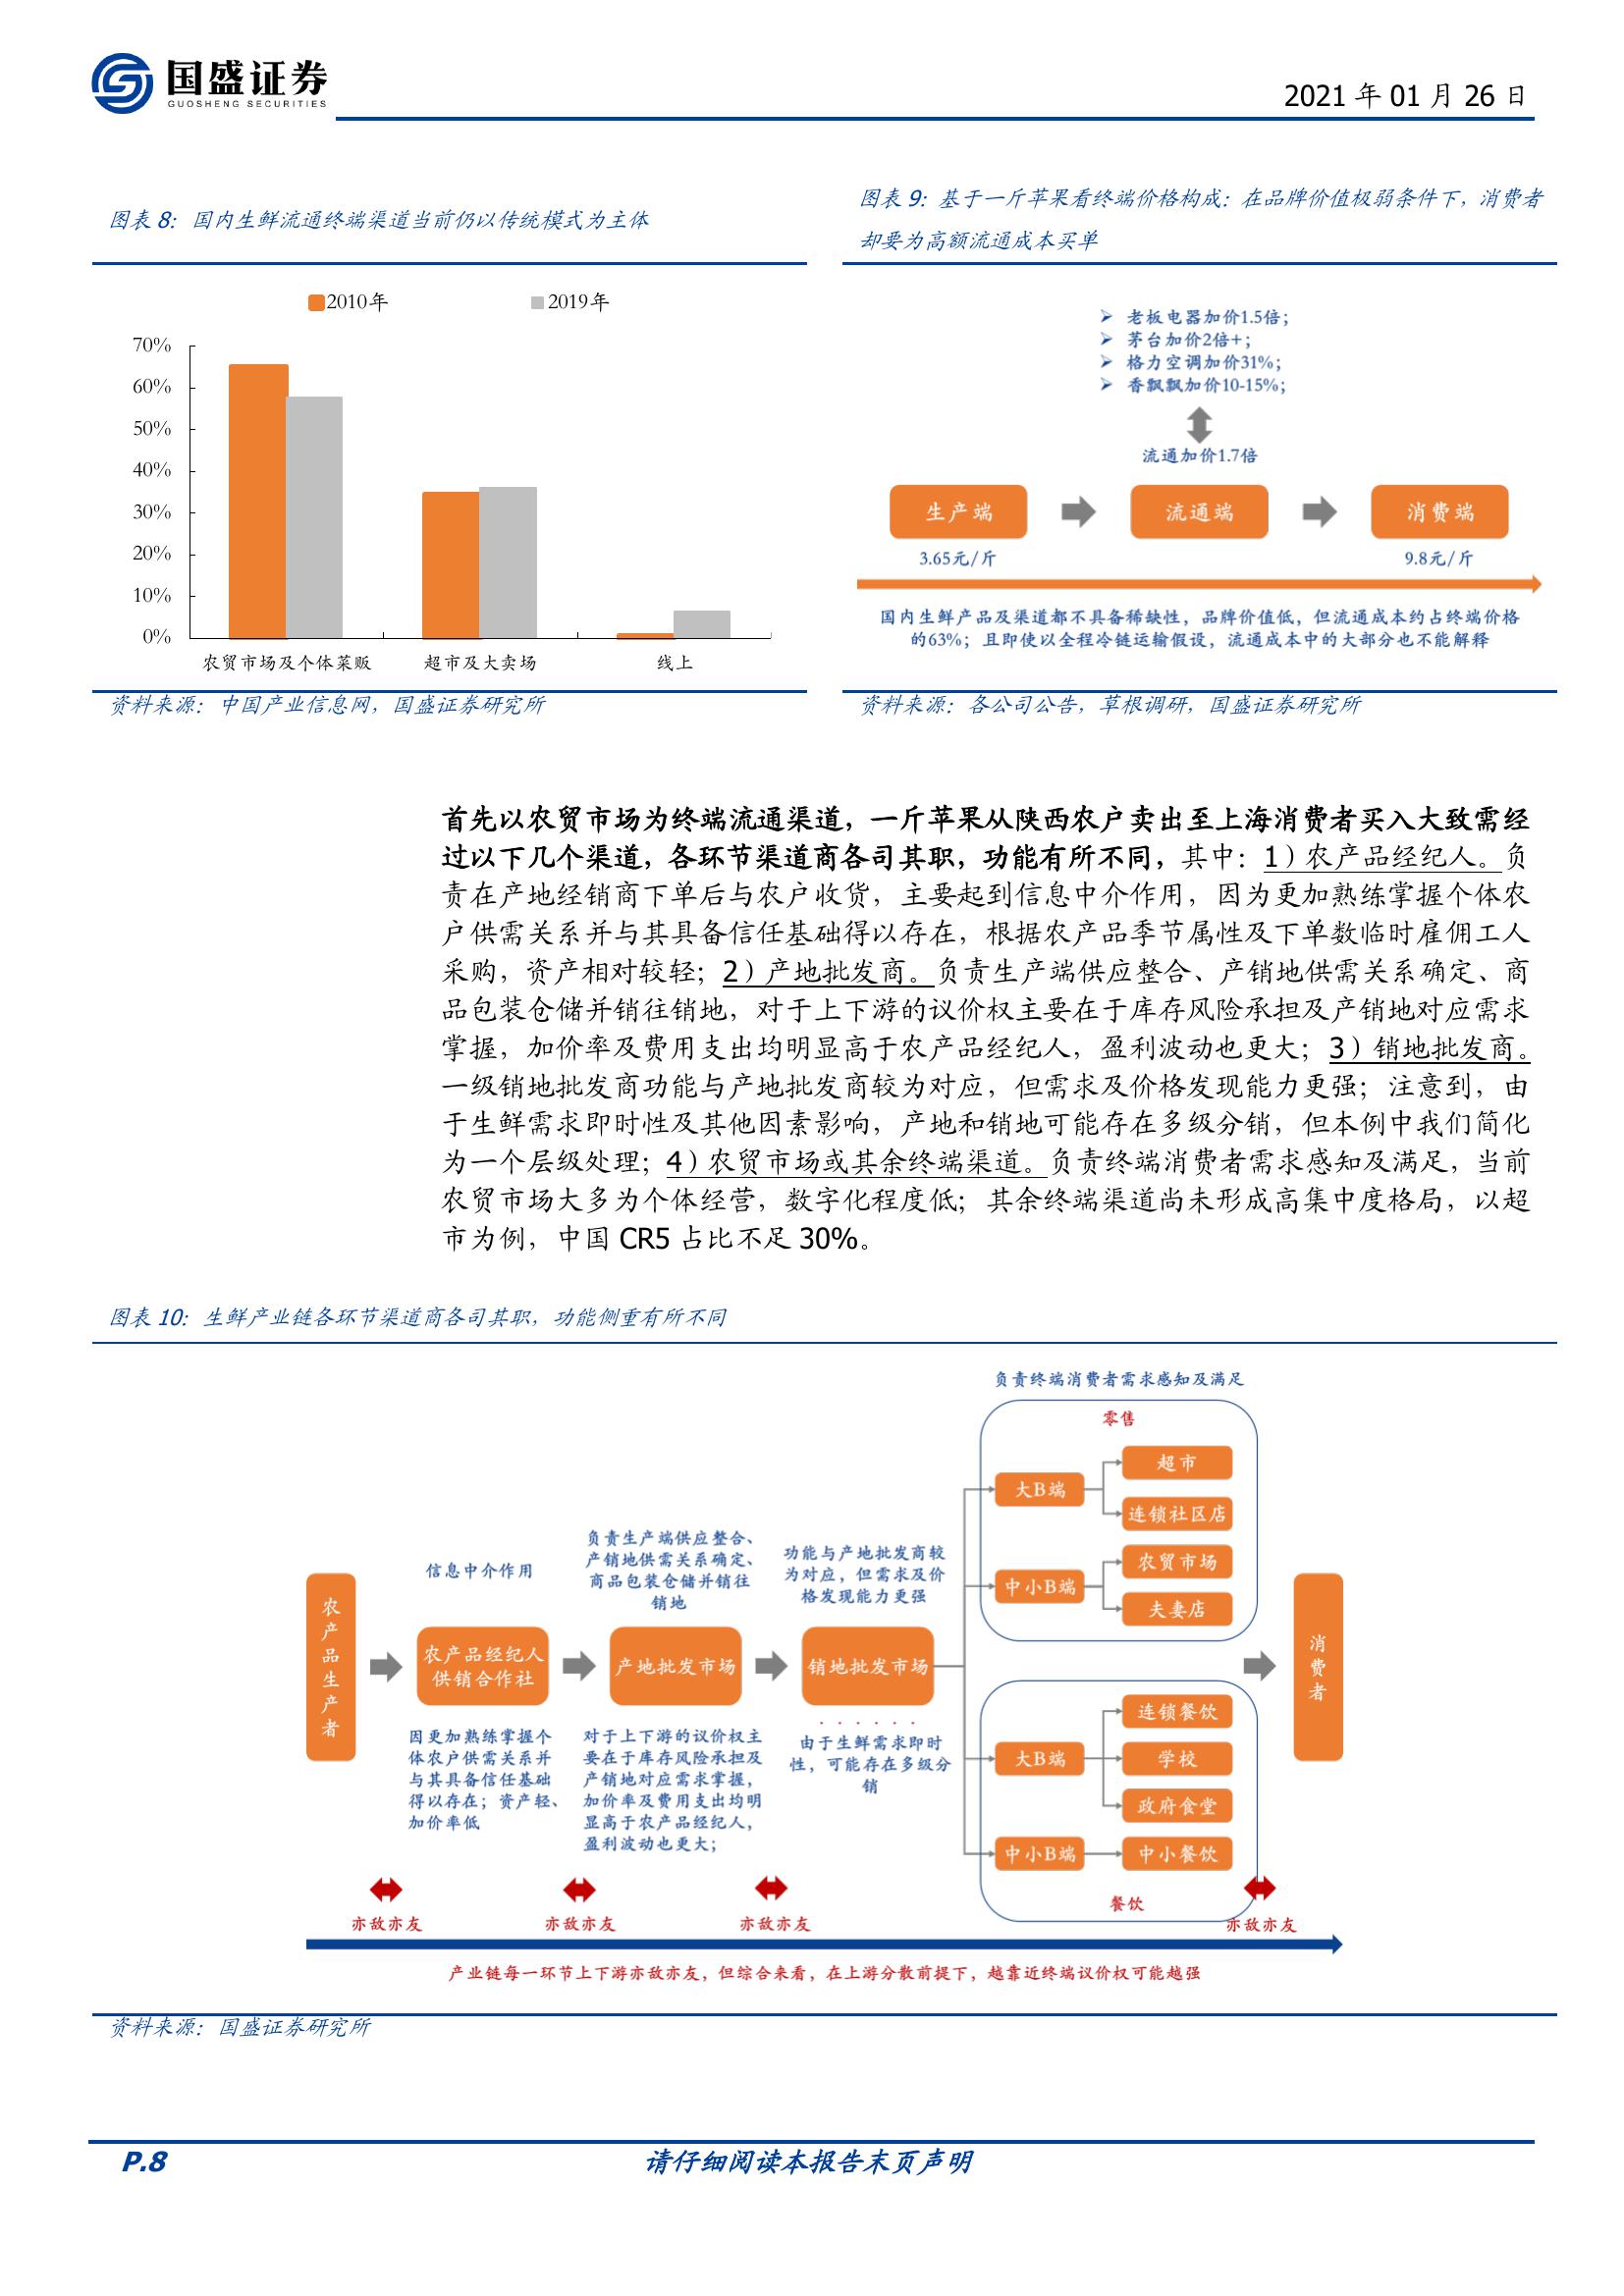 国盛证券
GUOSHENG SECURITIES
2021 年 01 月 26 日
图表 8：国内生鲜流通终端渠道当前仍以传统模式为主体
2010年
2019年
70%
60%
50%
40%
30%
20%
10%
0%
农贸市场及个体菜贩
超市及大卖场
线上
资料来源：中国产业信息网，国盛证券研究所
图表 9：基于一斤苹果看终端价格构成：在品牌价值极弱条件下，消费者
却要为高额流通成本买单
➢ 老板电器加价1.5倍；
➢ 茅台加价2倍+；
➢ 格力空调加价31%；
➢ 香飘飘加价10-15%；
流通加价1.7倍
生产端
流通端
消费端
3.65元/斤
9.8元/斤
国内生鲜产品及渠道都不具备稀缺性，品牌价值低，但流通成本约占终端价格
的63%；且即使以全程冷链运输假设，流通成本中的大部分也不能解释
资料来源：各公司公告，草根调研，国盛证券研究所
首先以农贸市场为终端流通渠道，一斤苹果从陕西农户卖出至上海消费者买入大致需经
过以下几个渠道，各环节渠道商各司其职，功能有所不同，其中：1）农产品经纪人。负
责在产地经销商下单后与农户收货，主要起到信息中介作用，因为更加熟练掌握个体农
户供需关系并与其具备信任基础得以存在，根据农产品季节属性及下单数临时雇佣工人
采购，资产相对较轻；2）产地批发商。负责生产端供应整合、产销地供需关系确定、商
品包装仓储并销往销地，对于上下游的议价权主要在于库存风险承担及产销地对应需求
掌握，加价率及费用支出均明显高于农产品经纪人，盈利波动也更大；3）销地批发商。
一级销地批发商功能与产地批发商较为对应，但需求及价格发现能力更强；注意到，由
于生鲜需求即时性及其他因素影响，产地和销地可能存在多级分销，但本例中我们简化
为一个层级处理；4）农贸市场或其余终端渠道。负责终端消费者需求感知及满足，当前
农贸市场大多为个体经营，数字化程度低；其余终端渠道尚未形成高集中度格局，以超
市为例，中国 CR5 占比不足 30%。
图表 10：生鲜产业链各环节渠道商各司其职，功能侧重有所不同
农产品生产者
信息中介作用
农产品经纪人
供销合作社
因更加熟练掌握个
体农户供需关系并
与其具备信任基础
得以存在；资产轻、
加价率低
负责生产端供应整合、
产销地供需关系确定、
商品包装仓储并销往
销地
产地批发市场
对于上下游的议价权主
要在于库存风险承担及
产销地对应需求掌握，
加价率及费用支出均明
显高于农产品经纪人，
盈利波动也更大；
功能与产地批发商较
为对应，但需求及价
格发现能力更强
销地批发市场
······
由于生鲜需求即时
性，可能存在多级分
销
负责终端消费者需求感知及满足
零售
大B端
超市
连锁社区店
中小B端
农贸市场
夫妻店
大B端
连锁餐饮
学校
政府食堂
中小B端
中小餐饮
餐饮
消费者
亦敌亦友
亦敌亦友
亦敌亦友
亦敌亦友
产业链每一环节上下游亦敌亦友，但综合来看，在上游分散前提下，越靠近终端议价权可能越强
资料来源：国盛证券研究所
P.8
请仔细阅读本报告末页声明